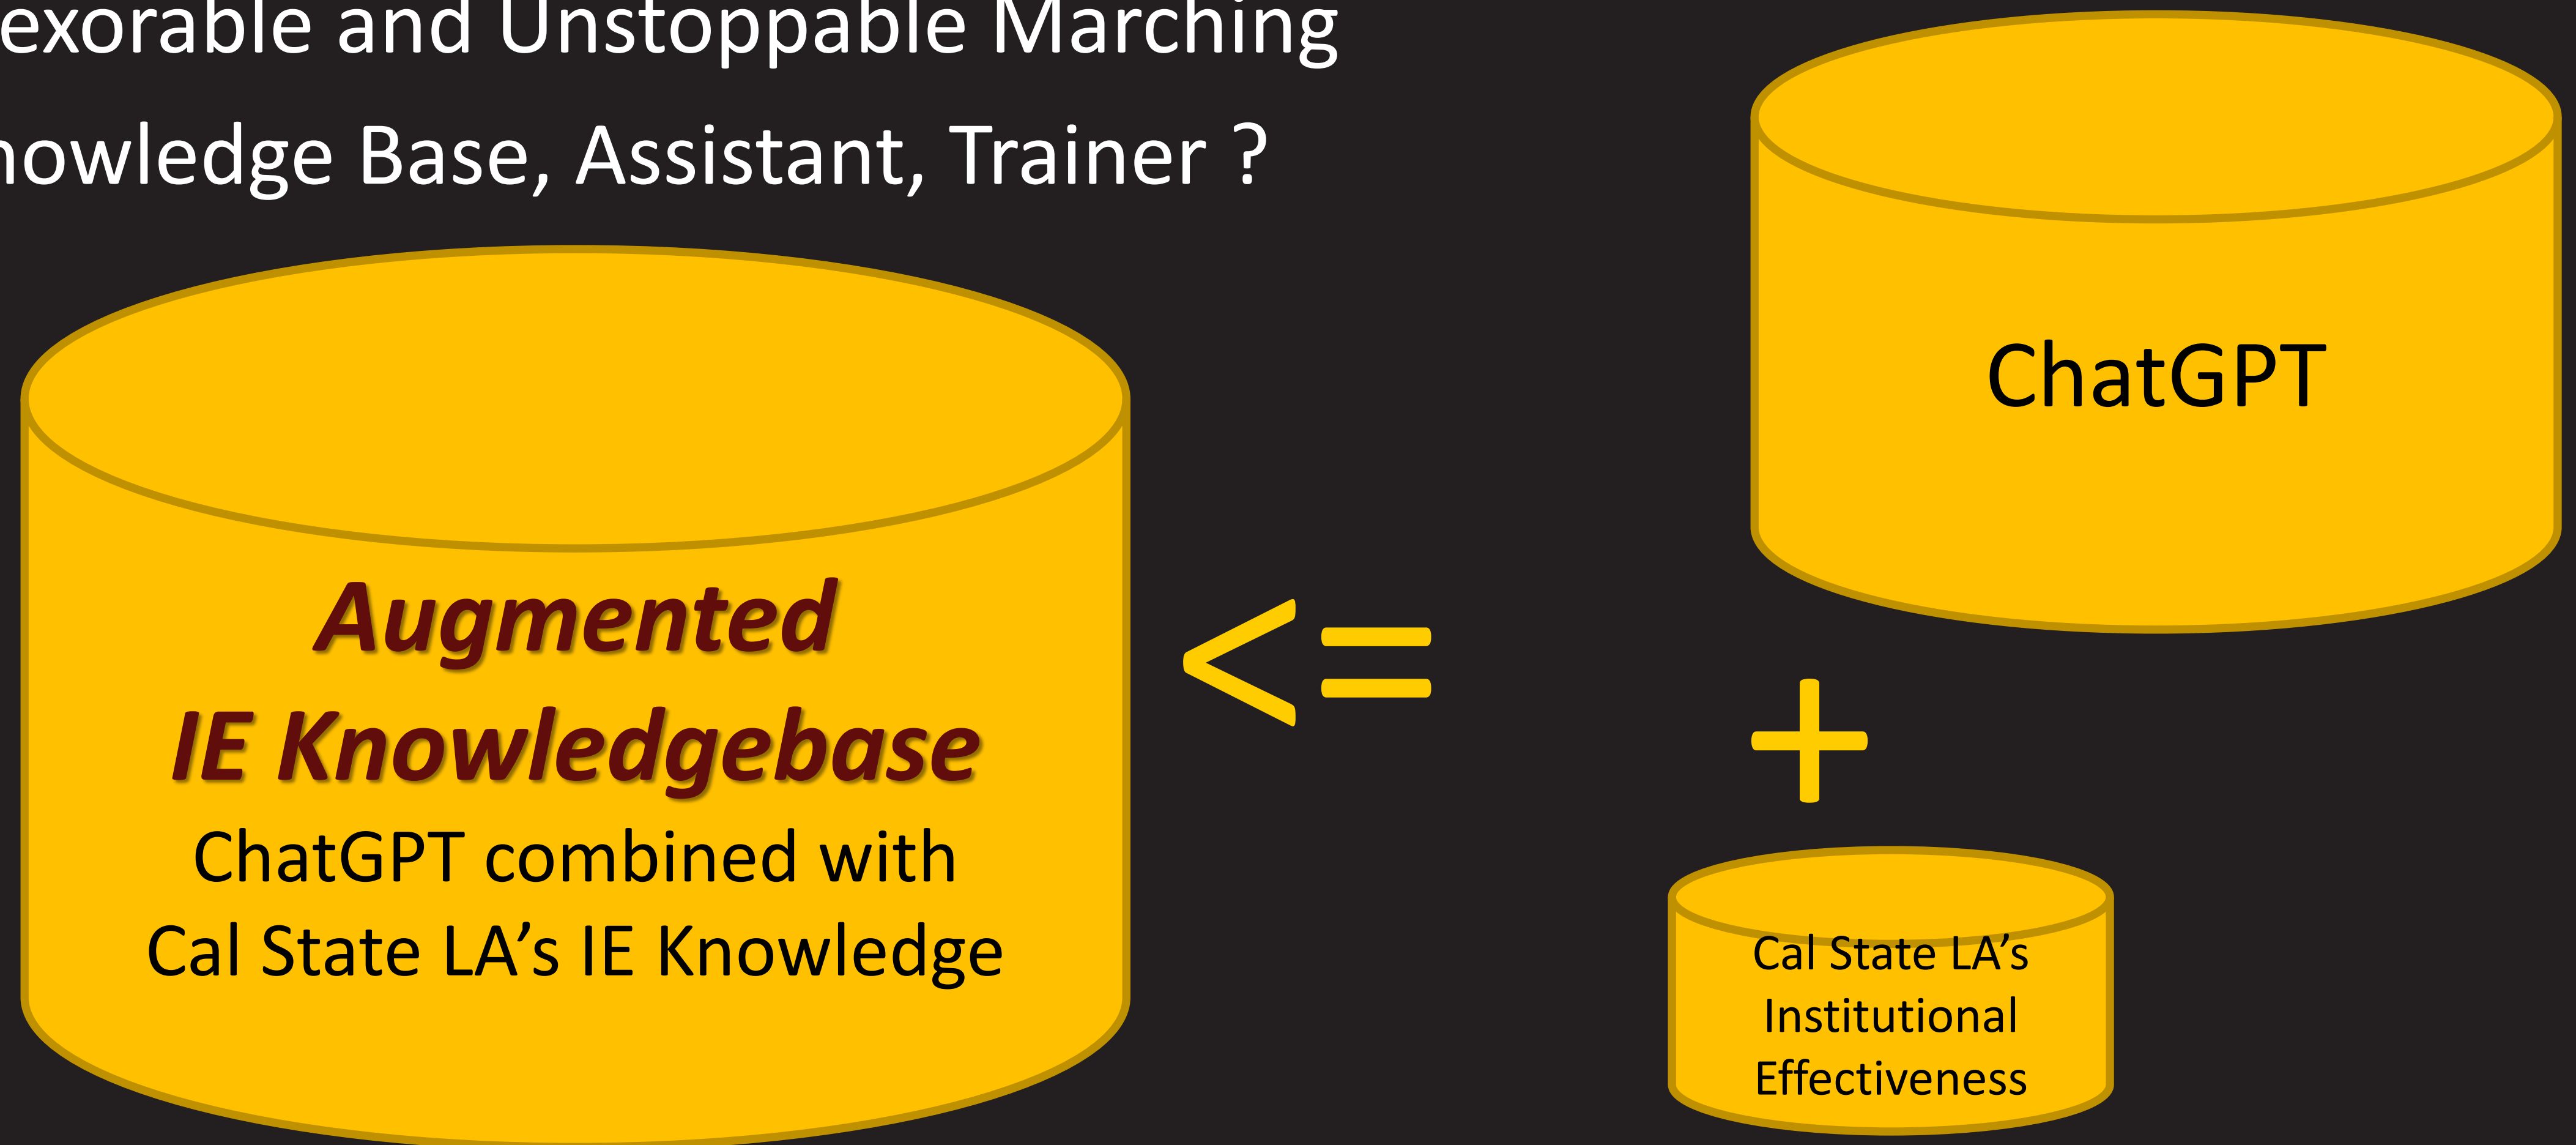 exorable and Unstoppable Marching
nowledge Base, Assistant, Trainer ?
ChatGPT
Augmented
IE Knowledgebase
ChatGPT combined with
Cal State LA’s IE Knowledge
<=
+
Cal State LA’s
Institutional
Effectiveness